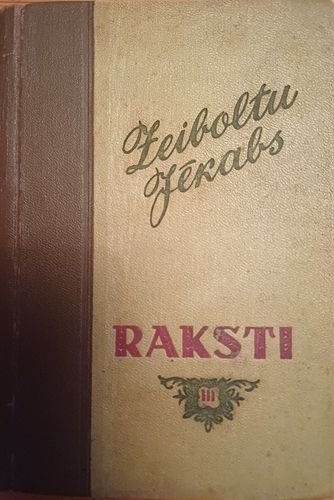 Zeiboltu
Jēkabs
RAKSTI
III